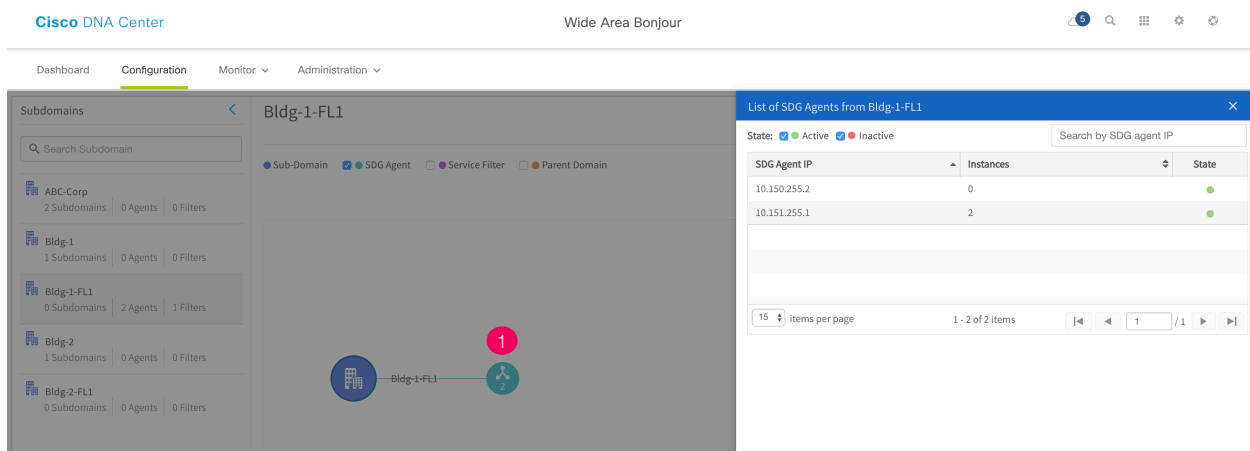 Cisco DNA Center
Wide Area Bonjour
5
Dashboard Configuration Monitor Administration
Subdomains
Search Subdomain
ABC-Corp
2 Subdomains 0 Agents 0 Filters
Bldg-1
1 Subdomains 0 Agents 0 Filters
Bldg-1-FL1
0 Subdomains 2 Agents 1 Filters
Bldg-2
1 Subdomains 0 Agents 0 Filters
Bldg-2-FL1
0 Subdomains 0 Agents 0 Filters
Bldg-1-FL1
Sub-Domain SDG Agent Service Filter Parent Domain
1
Bldg-1-FL1
2
List of SDG Agents from Bldg-1-FL1
State: Active Inactive
Search by SDG agent IP
SDG Agent IP Instances State
10.150.255.2 0
10.151.255.1 2
15 items per page 1 - 2 of 2 items 1 / 1